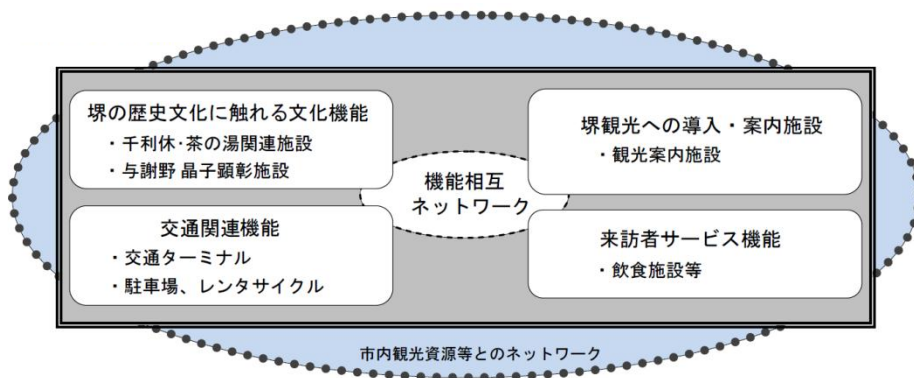 堺の歴史文化に触れる文化機能
・千利休・茶の湯関連施設
・与謝野 晶子顕彰施設
堺観光への導入・案内施設
・観光案内施設
機能相互
ネットワーク
交通関連機能
・交通ターミナル
・駐車場、レンタサイクル
来訪者サービス機能
・飲食施設等
市内観光資源等とのネットワーク